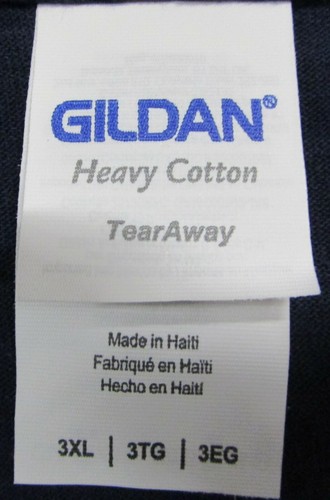 GILDAN®
Heavy Cotton
TearAway
Made in Haiti
Fabriqué en Haïti
Hecho en Haití
3XL | 3TG | 3EG